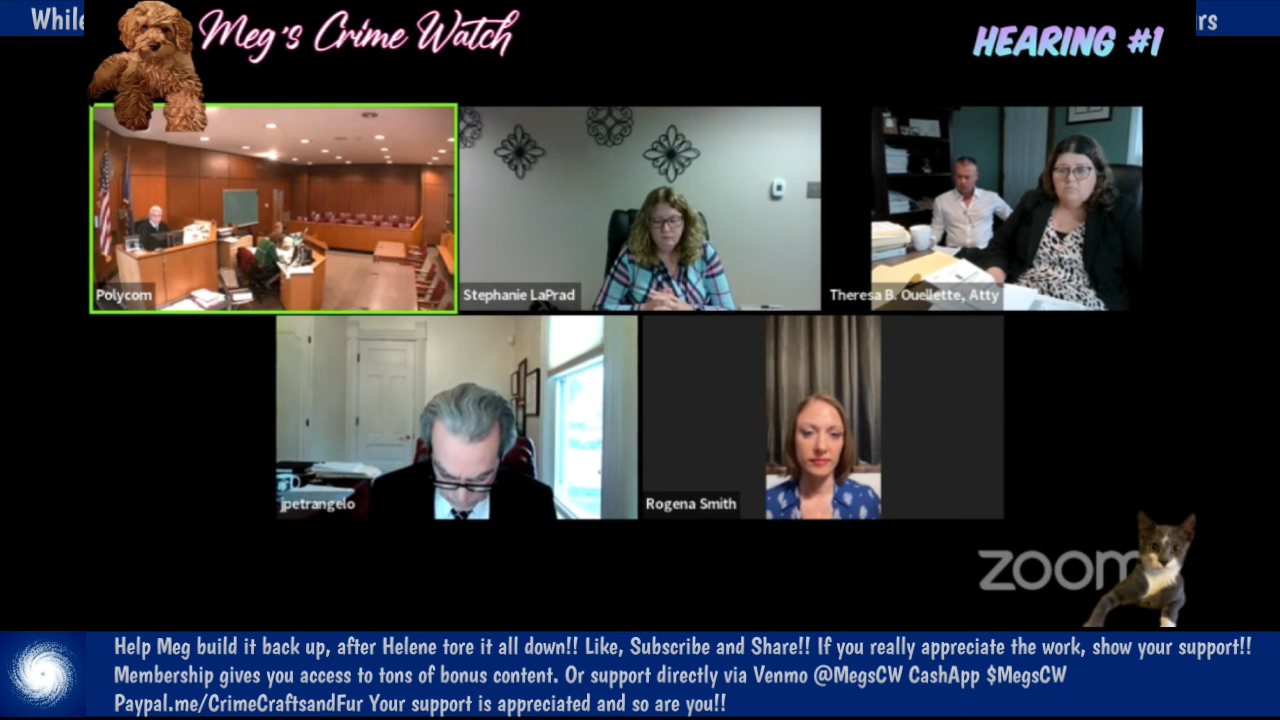 While
rs
Meg's Crime Watch
HEARING #1
Polycom
Stephanie LaPrad
Theresa B. Ouellette, Atty
jpetrangelo
Rogena Smith
zoom
Help Meg build it back up, after Helene tore it all down!! Like, Subscribe and Share!! If you really appreciate the work, show your support!!
Membership gives you access to tons of bonus content. Or support directly via Venmo @MegsCW CashApp $MegsCW
Paypal.me/CrimeCraftsandFur Your support is appreciated and so are you!!